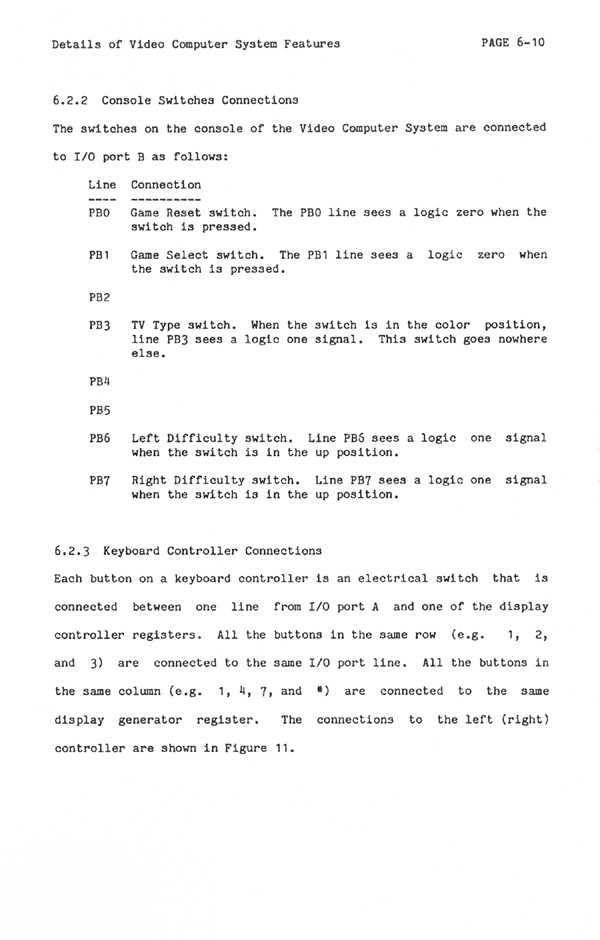 Details of Video Computer System Features PAGE 6-10
6.2.2 Console Switches Connections
The switches on the console of the Video Computer System are connected
to I/O port B as follows:
Line Connection
---- ----------
PB0 Game Reset switch. The PB0 line sees a logic zero when the
switch is pressed.
PB1 Game Select switch. The PB1 line sees a logic zero when
the switch is pressed.
PB2
PB3 TV Type switch. When the switch is in the color position,
line PB3 sees a logic one signal. This switch goes nowhere
else.
PB4
PB5
PB6 Left Difficulty switch. Line PB6 sees a logic one signal
when the switch is in the up position.
PB7 Right Difficulty switch. Line PB7 sees a logic one signal
when the switch is in the up position.
6.2.3 Keyboard Controller Connections
Each button on a keyboard controller is an electrical switch that is
connected between one line from I/O port A and one of the display
controller registers. All the buttons in the same row (e.g. 1, 2,
and 3) are connected to the same I/O port line. All the buttons in
the same column (e.g. 1, 4, 7, and *) are connected to the same
display generator register. The connections to the left (right)
controller are shown in Figure 11.